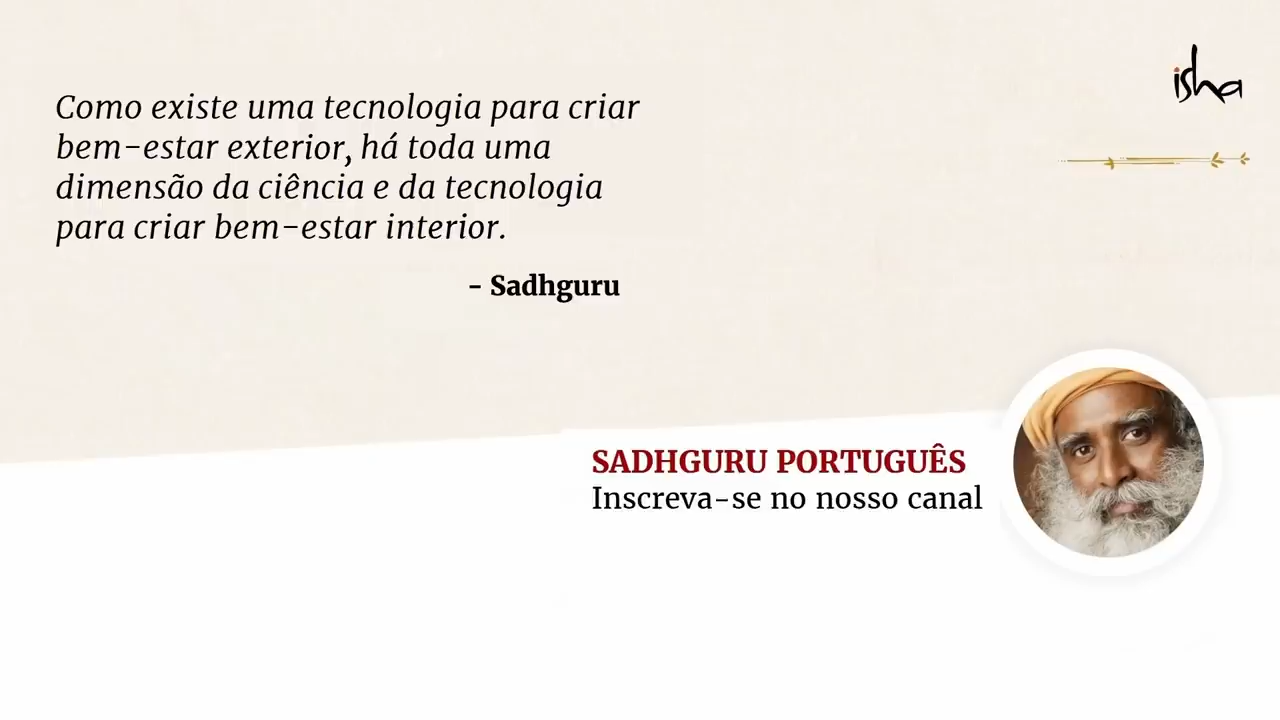 isha
Como existe uma tecnologia para criar
bem-estar exterior, há toda uma
dimensão da ciência e da tecnologia
para criar bem-estar interior.
- Sadhguru
SADHGURU PORTUGUÊS
Inscreva-se no nosso canal